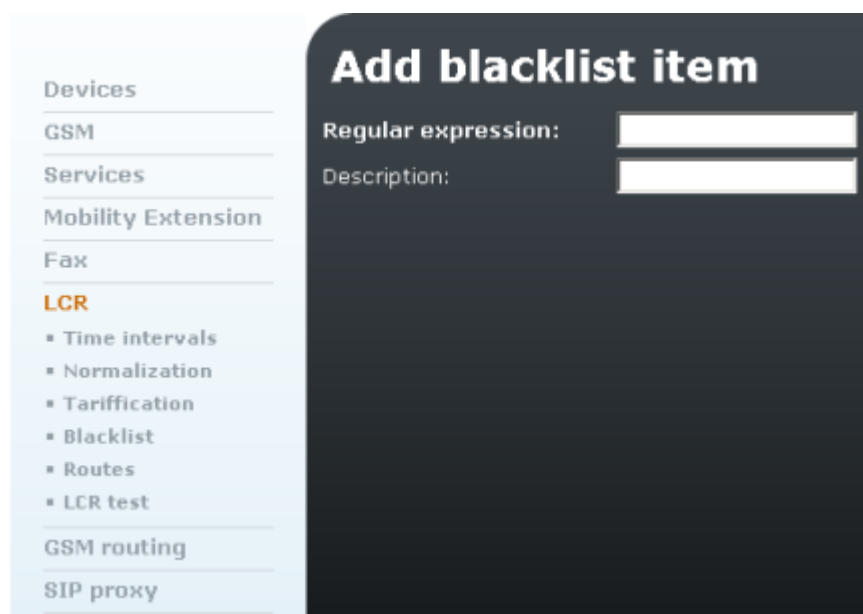 Devices
GSM
Services
Mobility Extension
Fax
LCR
▪ Time intervals
▪ Normalization
▪ Tariffication
▪ Blacklist
▪ Routes
▪ LCR test
GSM routing
SIP proxy
Add blacklist item
Regular expression:
Description: